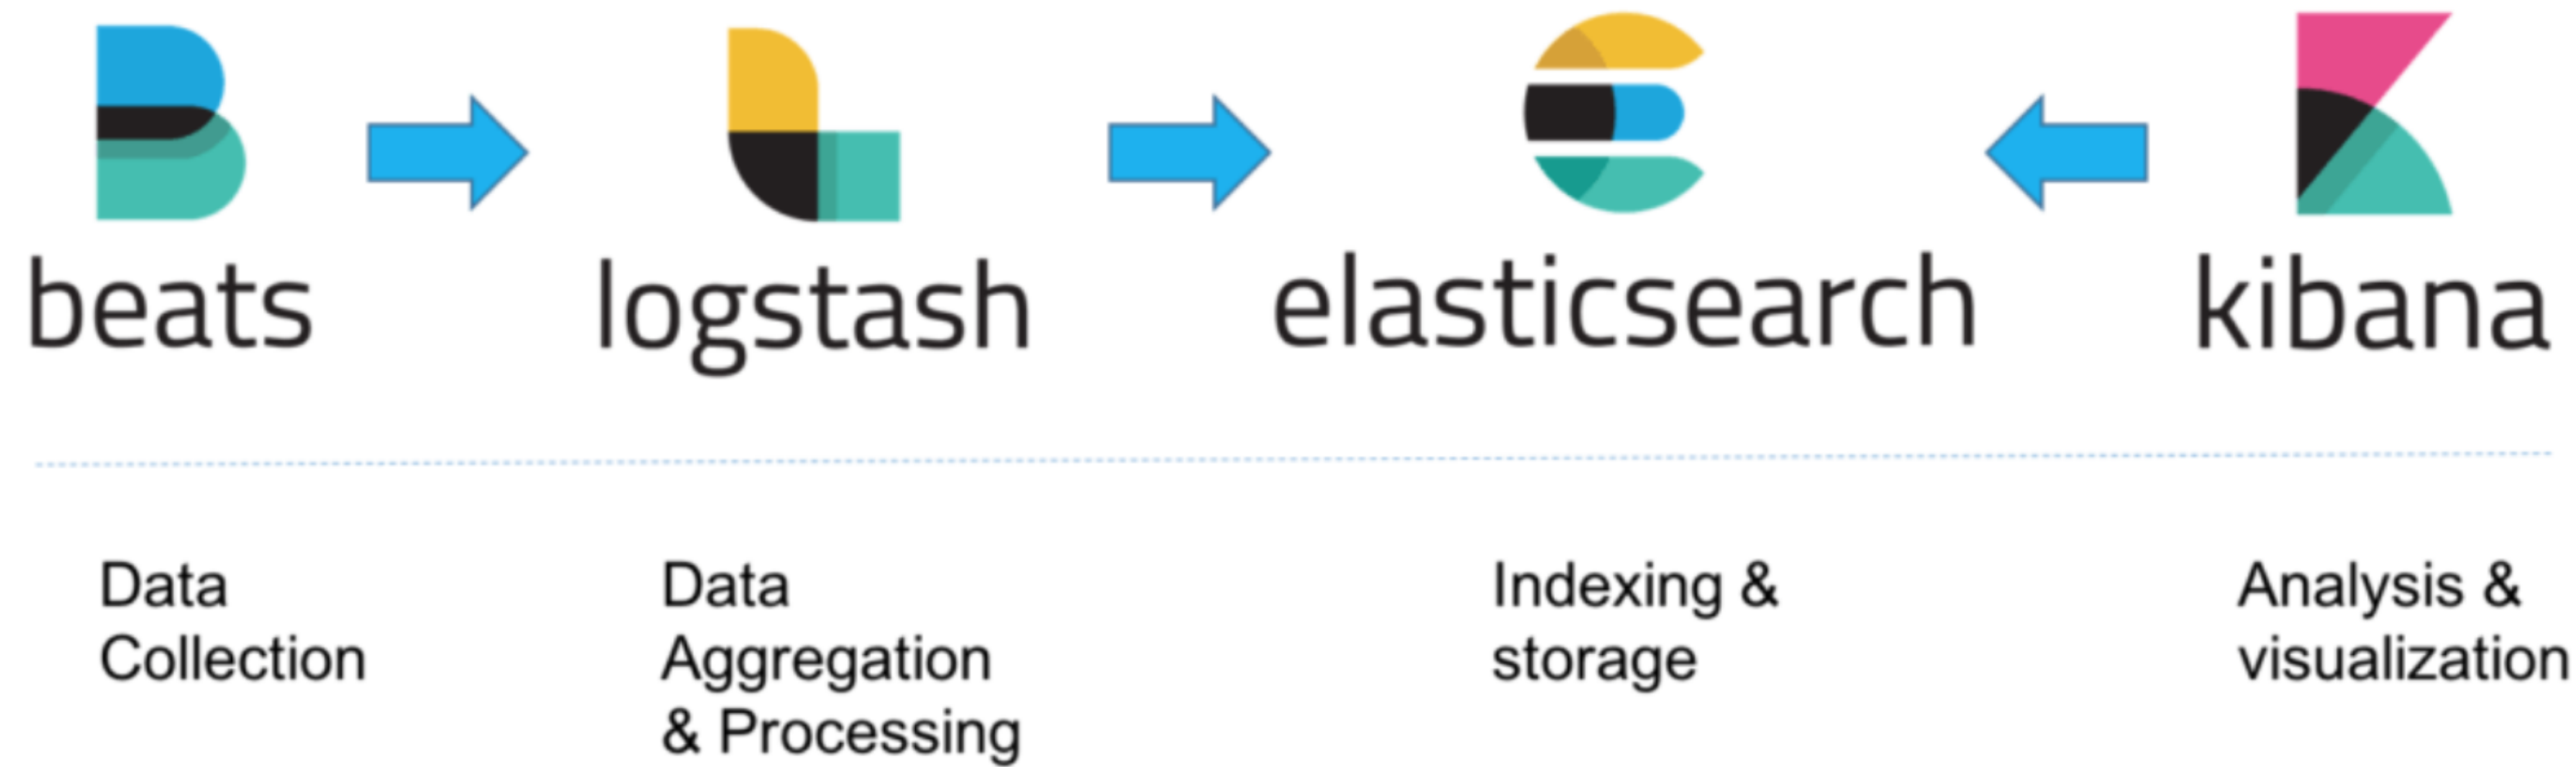 beats
logstash
elasticsearch
kibana
Data
Collection
Data
Aggregation
& Processing
Indexing &
storage
Analysis &
visualization